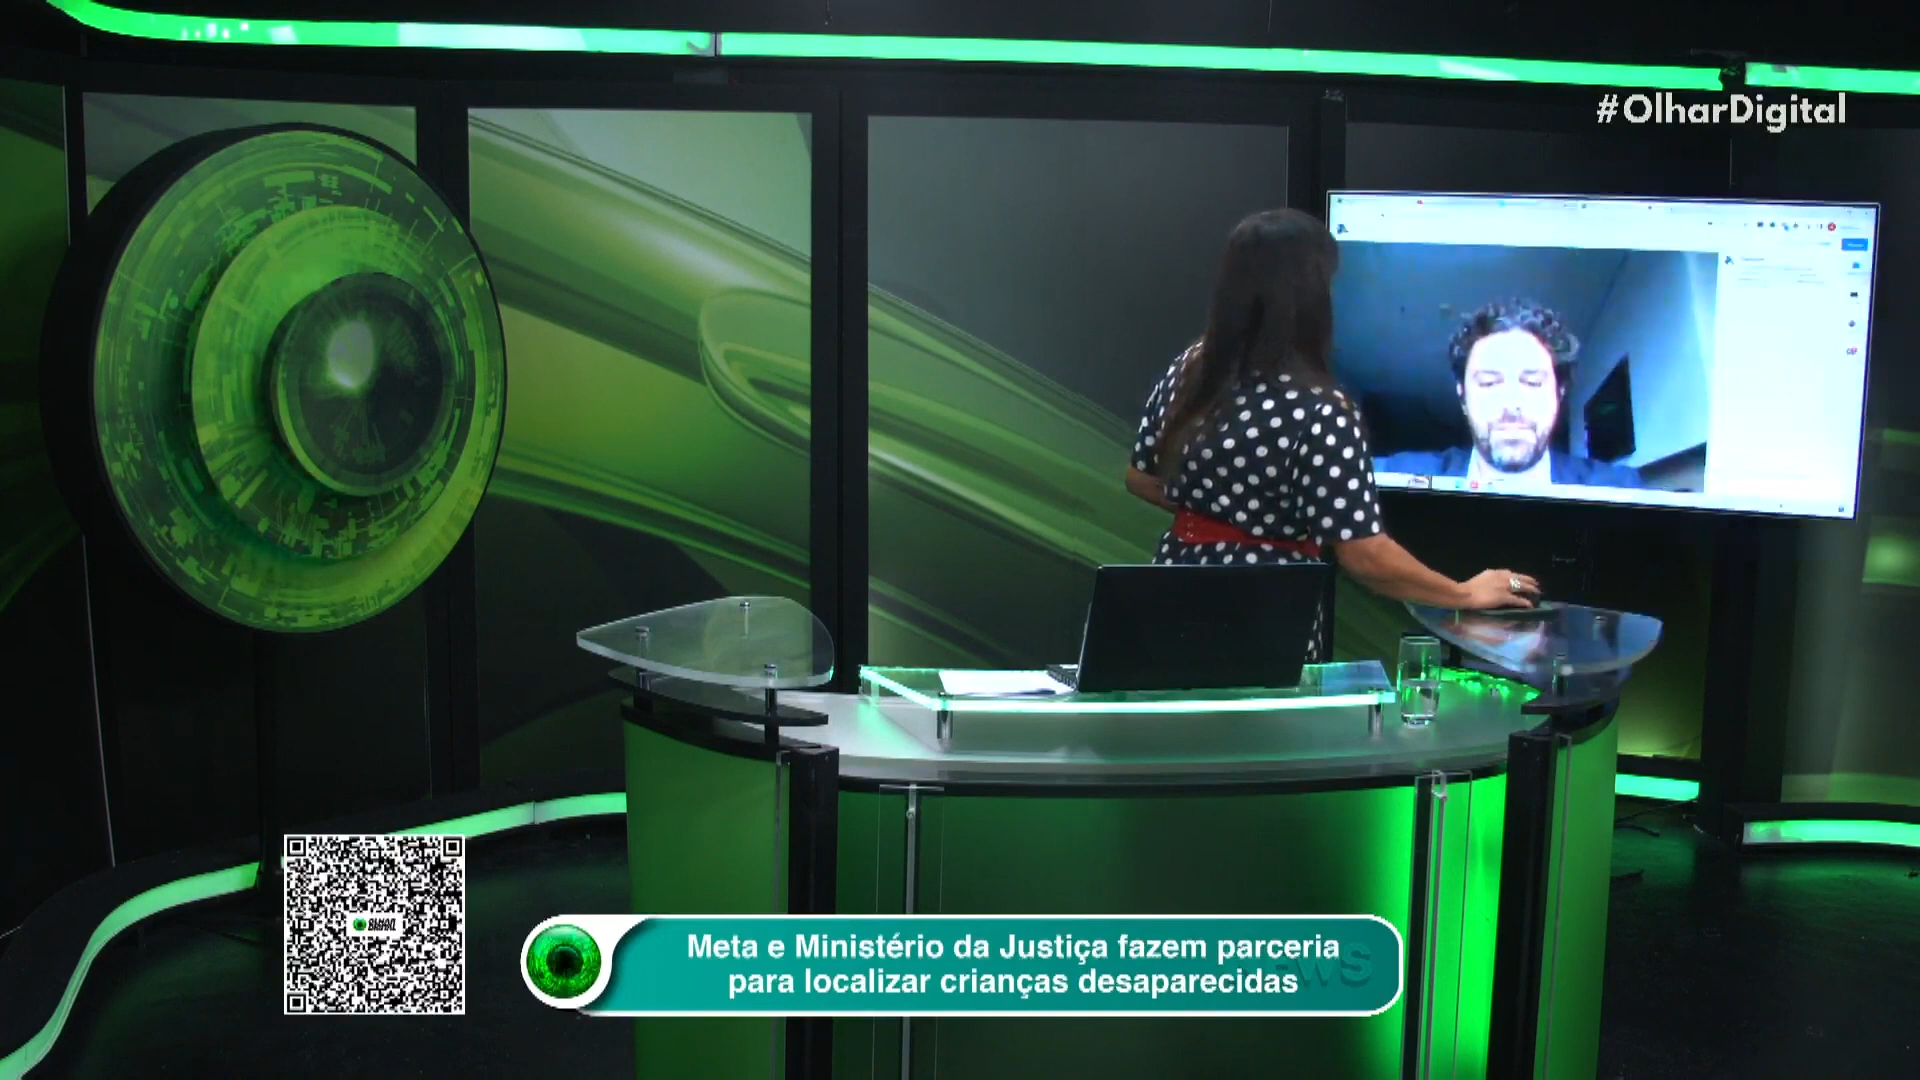 #OlharDigital
Meta e Ministério da Justiça fazem parceria
para localizar crianças desaparecidas